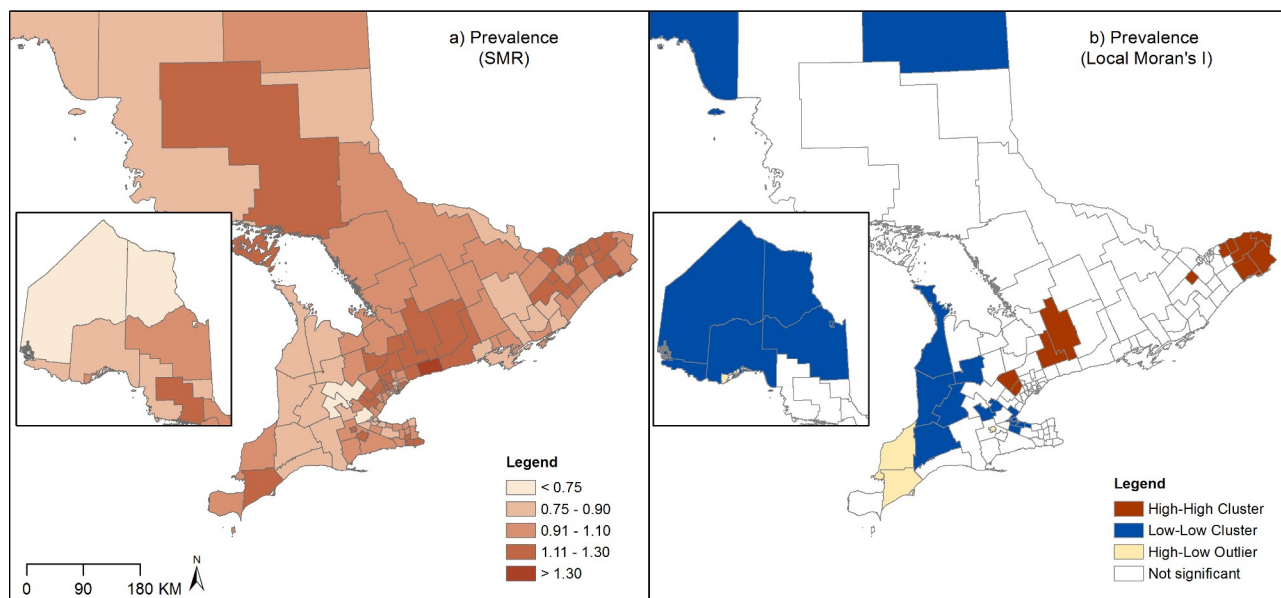 a) Prevalence
(SMR)
Legend
< 0.75
0.75 - 0.90
0.91 - 1.10
1.11 - 1.30
> 1.30
N
0 90 180 KM
b) Prevalence
(Local Moran's I)
Legend
High-High Cluster
Low-Low Cluster
High-Low Outlier
Not significant